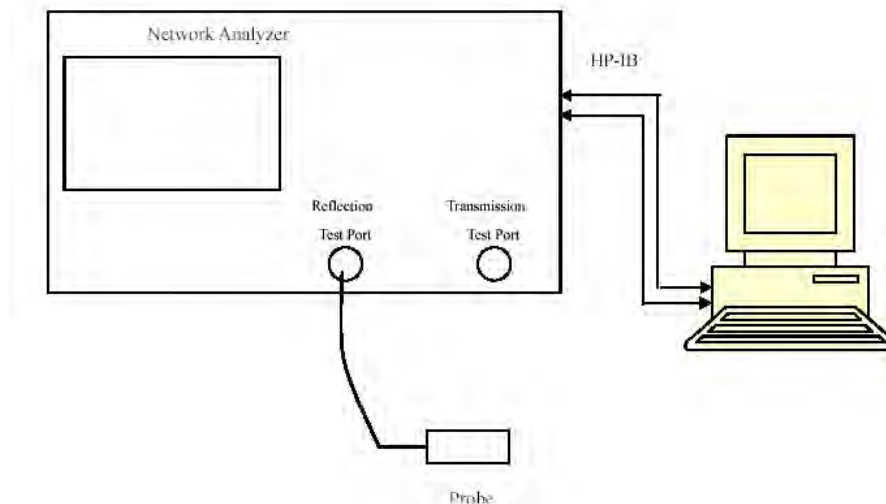 Network Analyzer
HP-IB
Reflection
Test Port
Transmission
Test Port
Probe